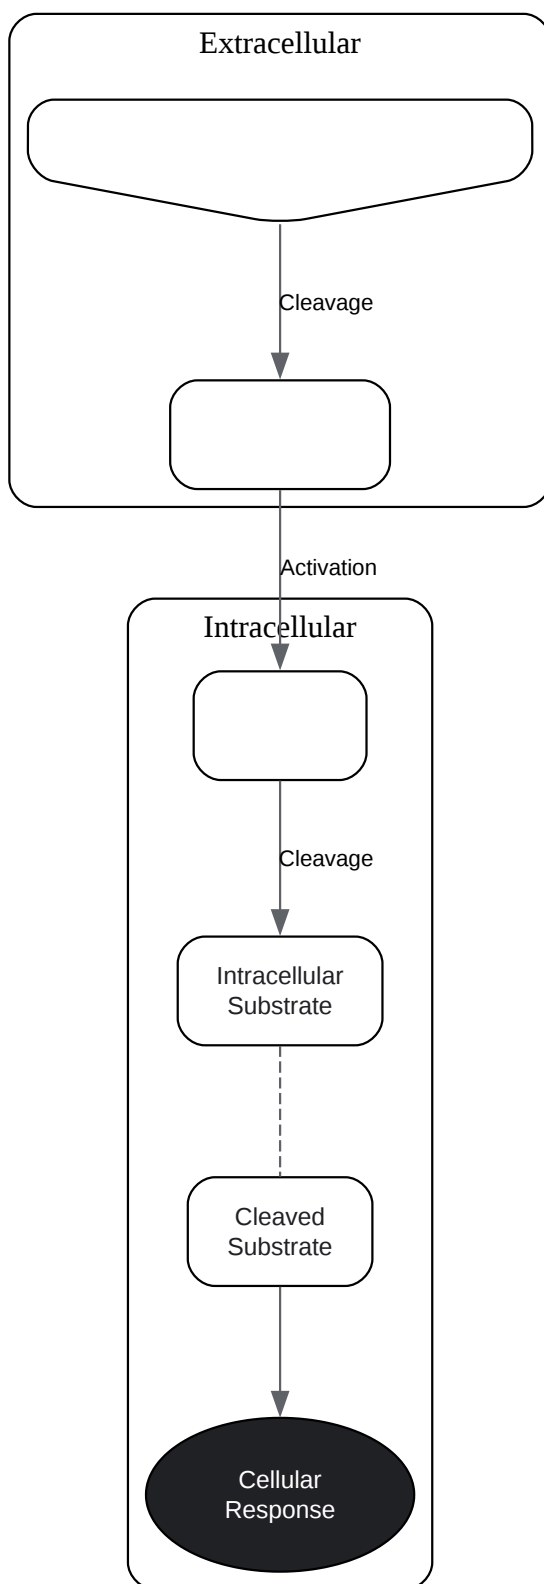 Extracellular
Cleavage
Activation
Intracellular
Cleavage
Intracellular
Substrate
Cleaved
Substrate
Cellular
Response